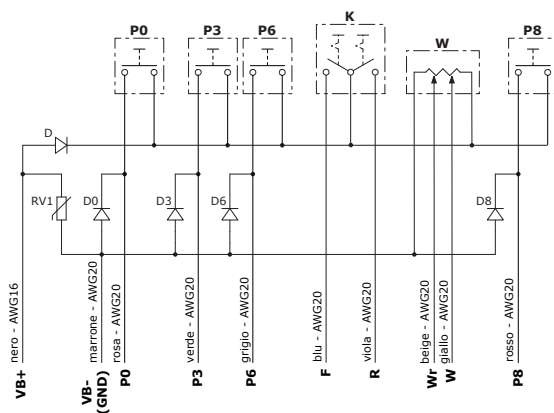 P0
P3
P6
K
W
P8
D
RV1
D0
D3
D6
D8
nero - AWG16
marrone - AWG20
rosa - AWG20
verde - AWG20
grigio - AWG20
blu - AWG20
viola - AWG20
beige - AWG20
giallo - AWG20
rosso - AWG20
VB+
VB-
(GND)
P0
P3
P6
F
R
Wr
W
P8